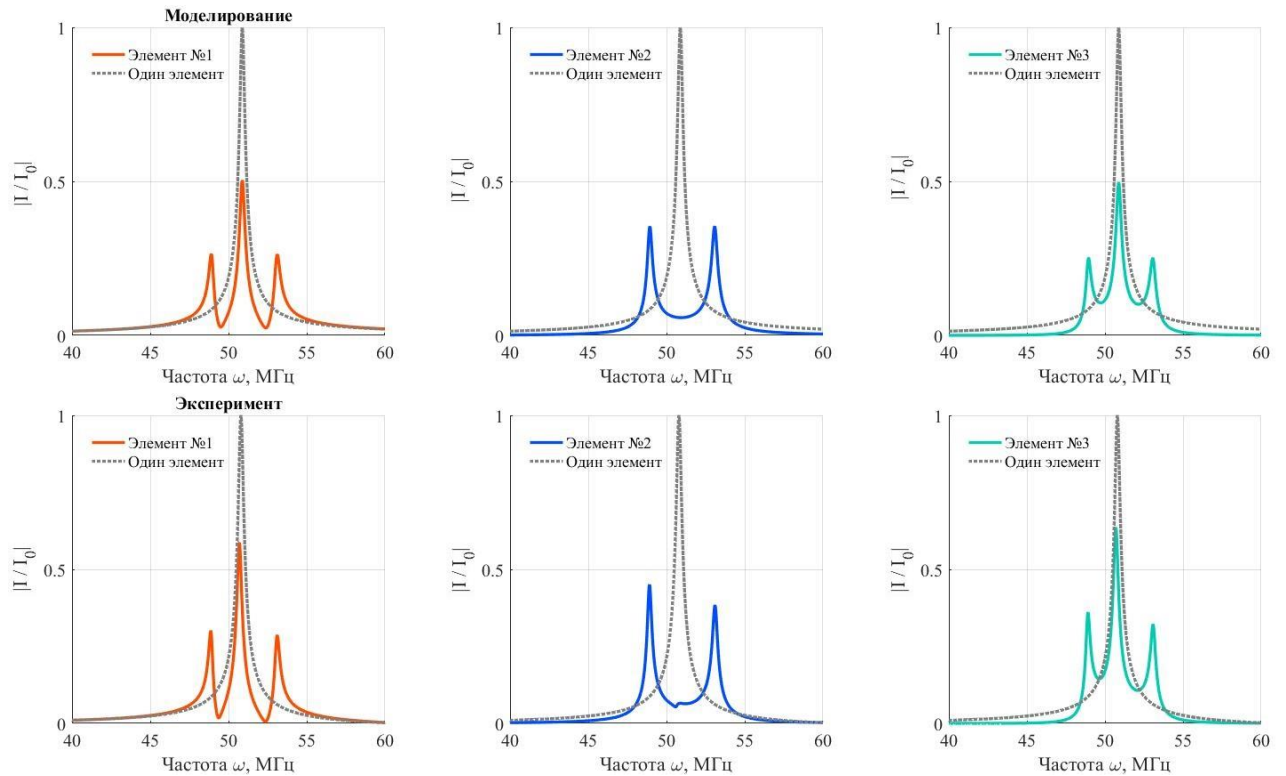 Моделирование
1
0.5
0
|I / I₀|
Элемент №1
Один элемент
40 45 50 55 60
Частота ω, МГц
1
0.5
0
|I / I₀|
Элемент №2
Один элемент
40 45 50 55 60
Частота ω, МГц
1
0.5
0
|I / I₀|
Элемент №3
Один элемент
40 45 50 55 60
Частота ω, МГц
Эксперимент
1
0.5
0
|I / I₀|
Элемент №1
Один элемент
40 45 50 55 60
Частота ω, МГц
1
0.5
0
|I / I₀|
Элемент №2
Один элемент
40 45 50 55 60
Частота ω, МГц
1
0.5
0
|I / I₀|
Элемент №3
Один элемент
40 45 50 55 60
Частота ω, МГц